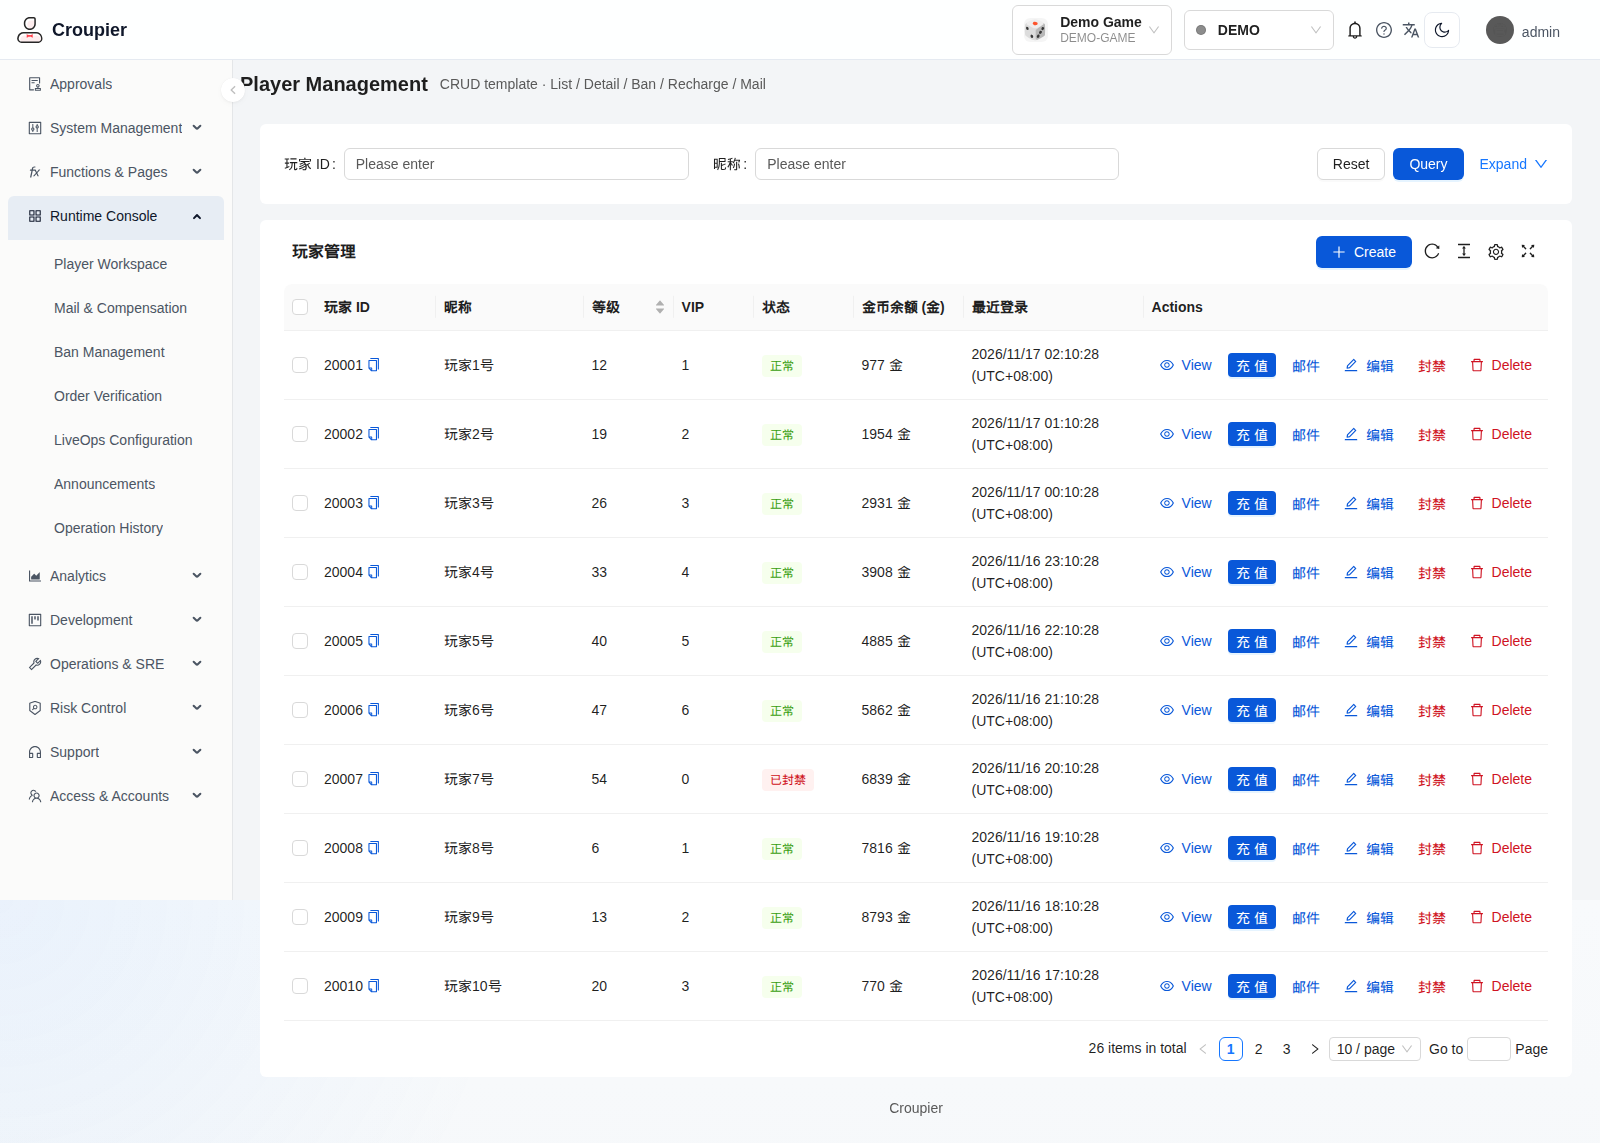 Croupier
Demo Game
DEMO-GAME
DEMO
admin
Approvals
System Management
Functions & Pages
Runtime Console
Player Workspace
Mail & Compensation
Ban Management
Order Verification
LiveOps Configuration
Announcements
Operation History
Analytics
Development
Operations & SRE
Risk Control
Support
Access & Accounts
Player Management CRUD template · List / Detail / Ban / Recharge / Mail
玩家 ID : Please enter 昵称 : Please enter Reset Query Expand
玩家管理 Create
玩家 ID 昵称 等级 VIP 状态 金币余额 (金) 最近登录 Actions
20001 玩家1号 12 1 正常 977 金 2026/11/17 02:10:28 (UTC+08:00) View 充 值 邮件 编辑 封禁 Delete
20002 玩家2号 19 2 正常 1954 金 2026/11/17 01:10:28 (UTC+08:00) View 充 值 邮件 编辑 封禁 Delete
20003 玩家3号 26 3 正常 2931 金 2026/11/17 00:10:28 (UTC+08:00) View 充 值 邮件 编辑 封禁 Delete
20004 玩家4号 33 4 正常 3908 金 2026/11/16 23:10:28 (UTC+08:00) View 充 值 邮件 编辑 封禁 Delete
20005 玩家5号 40 5 正常 4885 金 2026/11/16 22:10:28 (UTC+08:00) View 充 值 邮件 编辑 封禁 Delete
20006 玩家6号 47 6 正常 5862 金 2026/11/16 21:10:28 (UTC+08:00) View 充 值 邮件 编辑 封禁 Delete
20007 玩家7号 54 0 已封禁 6839 金 2026/11/16 20:10:28 (UTC+08:00) View 充 值 邮件 编辑 封禁 Delete
20008 玩家8号 6 1 正常 7816 金 2026/11/16 19:10:28 (UTC+08:00) View 充 值 邮件 编辑 封禁 Delete
20009 玩家9号 13 2 正常 8793 金 2026/11/16 18:10:28 (UTC+08:00) View 充 值 邮件 编辑 封禁 Delete
20010 玩家10号 20 3 正常 770 金 2026/11/16 17:10:28 (UTC+08:00) View 充 值 邮件 编辑 封禁 Delete
26 items in total 1 2 3 10 / page Go to Page
Croupier